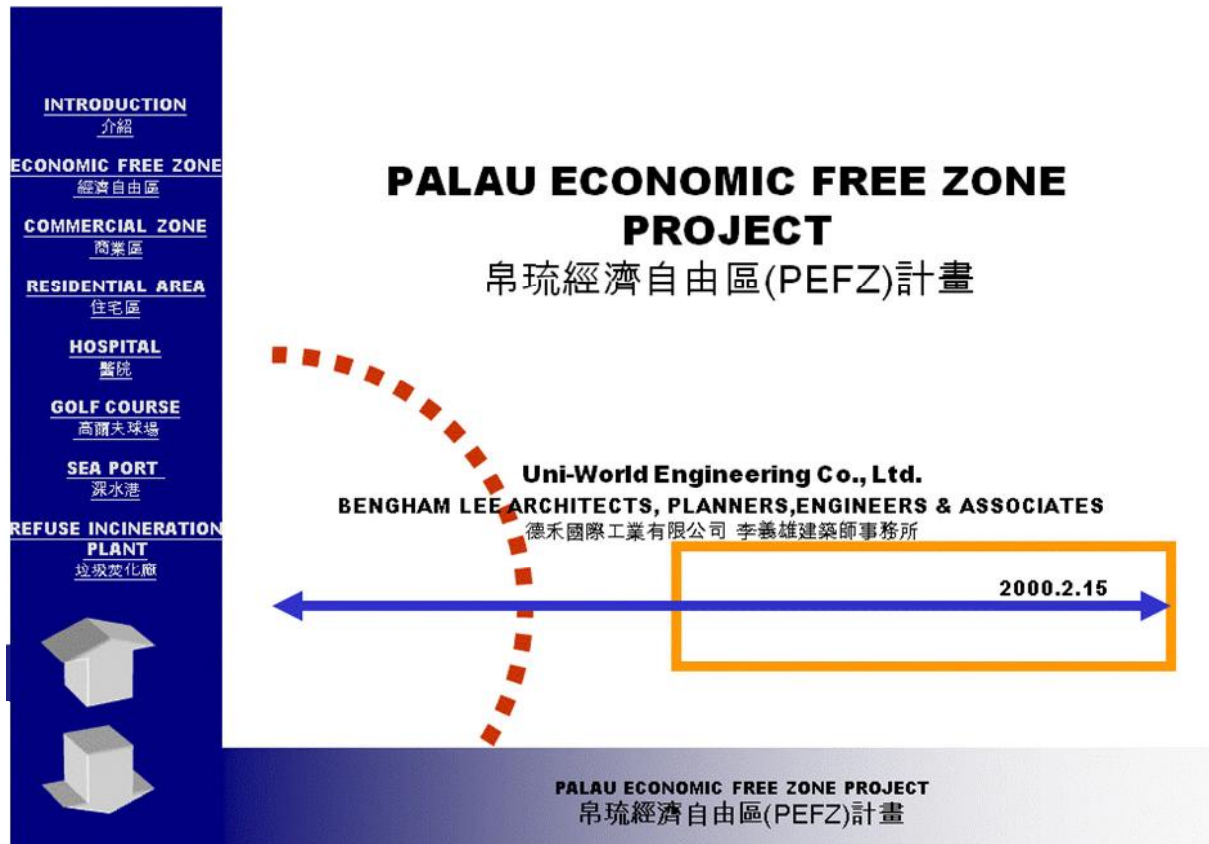 INTRODUCTION
介紹
ECONOMIC FREE ZONE
經濟自由區
COMMERCIAL ZONE
商業區
RESIDENTIAL AREA
住宅區
HOSPITAL
醫院
GOLF COURSE
高爾夫球場
SEA PORT
深水港
REFUSE INCINERATION
PLANT
垃圾焚化廠
PALAU ECONOMIC FREE ZONE
PROJECT
帛琉經濟自由區(PEFZ)計畫
Uni-World Engineering Co., Ltd.
BENGHAM LEE ARCHITECTS, PLANNERS,ENGINEERS & ASSOCIATES
德禾國際工業有限公司 李義雄建築師事務所
2000.2.15
PALAU ECONOMIC FREE ZONE PROJECT
帛琉經濟自由區(PEFZ)計畫